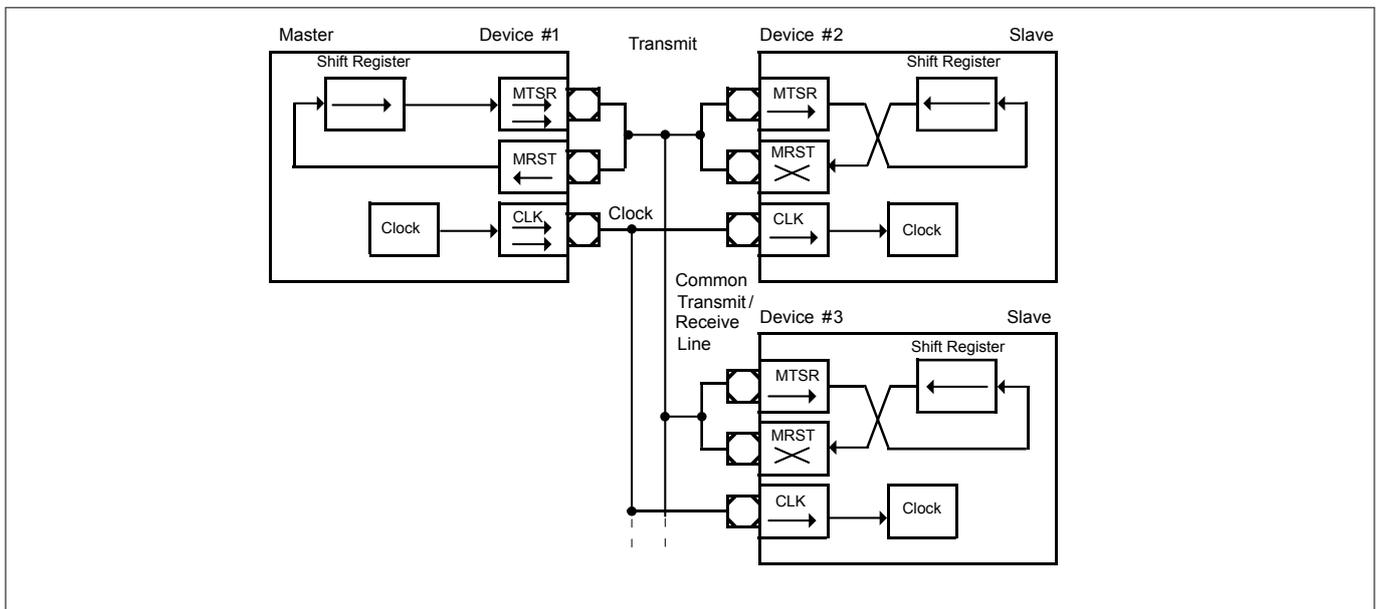 Master Device #1
Transmit
Device #2 Slave
Shift Register
MTSR
MRST
Clock
CLK
Clock
Shift Register
MTSR
MRST
CLK
Clock
Common
Transmit /
Receive
Line
Device #3 Slave
Shift Register
MTSR
MRST
CLK
Clock